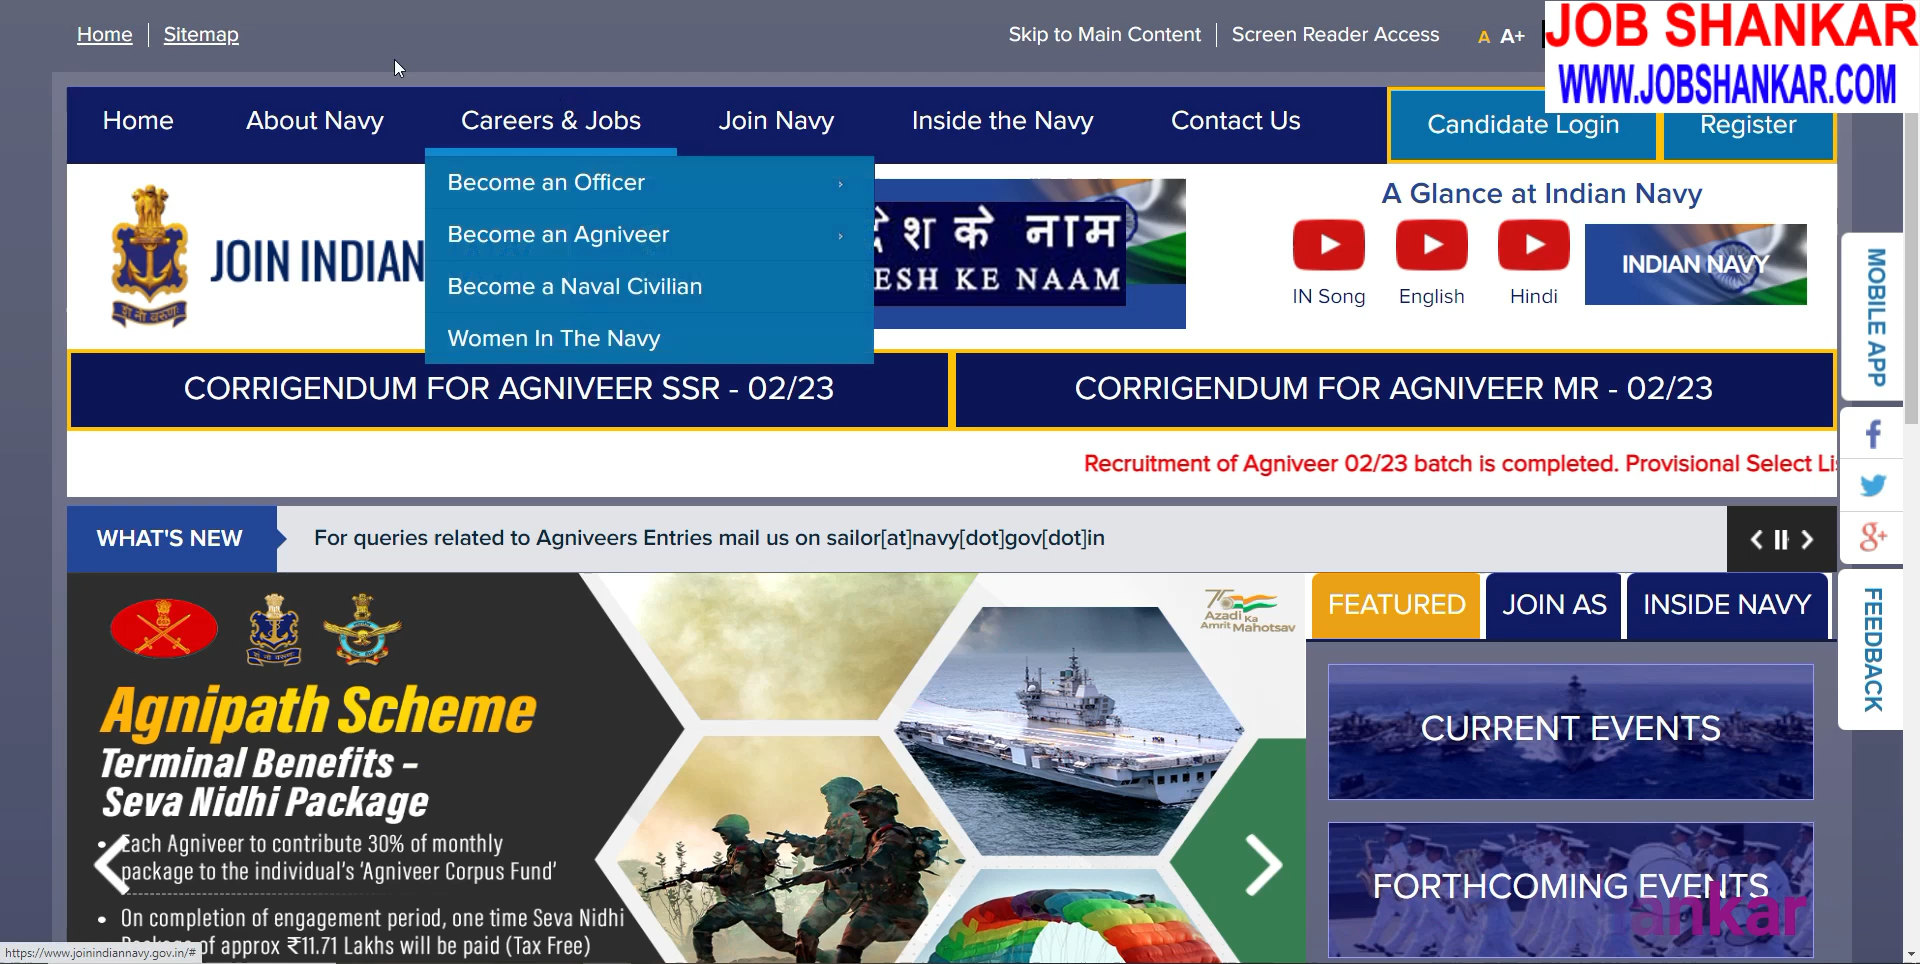 Home
Sitemap
Skip to Main Content
Screen Reader Access
A A+
JOB SHANKAR
WWW.JOBSHANKAR.COM
Home
About Navy
Careers & Jobs
Join Navy
Inside the Navy
Contact Us
Candidate Login
Register
Become an Officer
Become an Agniveer
Become a Naval Civilian
Women In The Navy
JOIN INDIAN
श के नाम
ESH KE NAAM
A Glance at Indian Navy
IN Song
English
Hindi
INDIAN NAVY
MOBILE APP
CORRIGENDUM FOR AGNIVEER SSR - 02/23
CORRIGENDUM FOR AGNIVEER MR - 02/23
Recruitment of Agniveer 02/23 batch is completed. Provisional Select Li
WHAT'S NEW
For queries related to Agniveers Entries mail us on sailor[at]navy[dot]gov[dot]in
FEEDBACK
75
Azadi Ka
Amrit Mahotsav
FEATURED
JOIN AS
INSIDE NAVY
Agnipath Scheme
Terminal Benefits -
Seva Nidhi Package
• Each Agniveer to contribute 30% of monthly
package to the individual's 'Agniveer Corpus Fund'
• On completion of engagement period, one time Seva Nidhi
Package of approx ₹11.71 Lakhs will be paid (Tax Free)
CURRENT EVENTS
FORTHCOMING EVENTS
ankar
https://www.joinindiannavy.gov.in/#